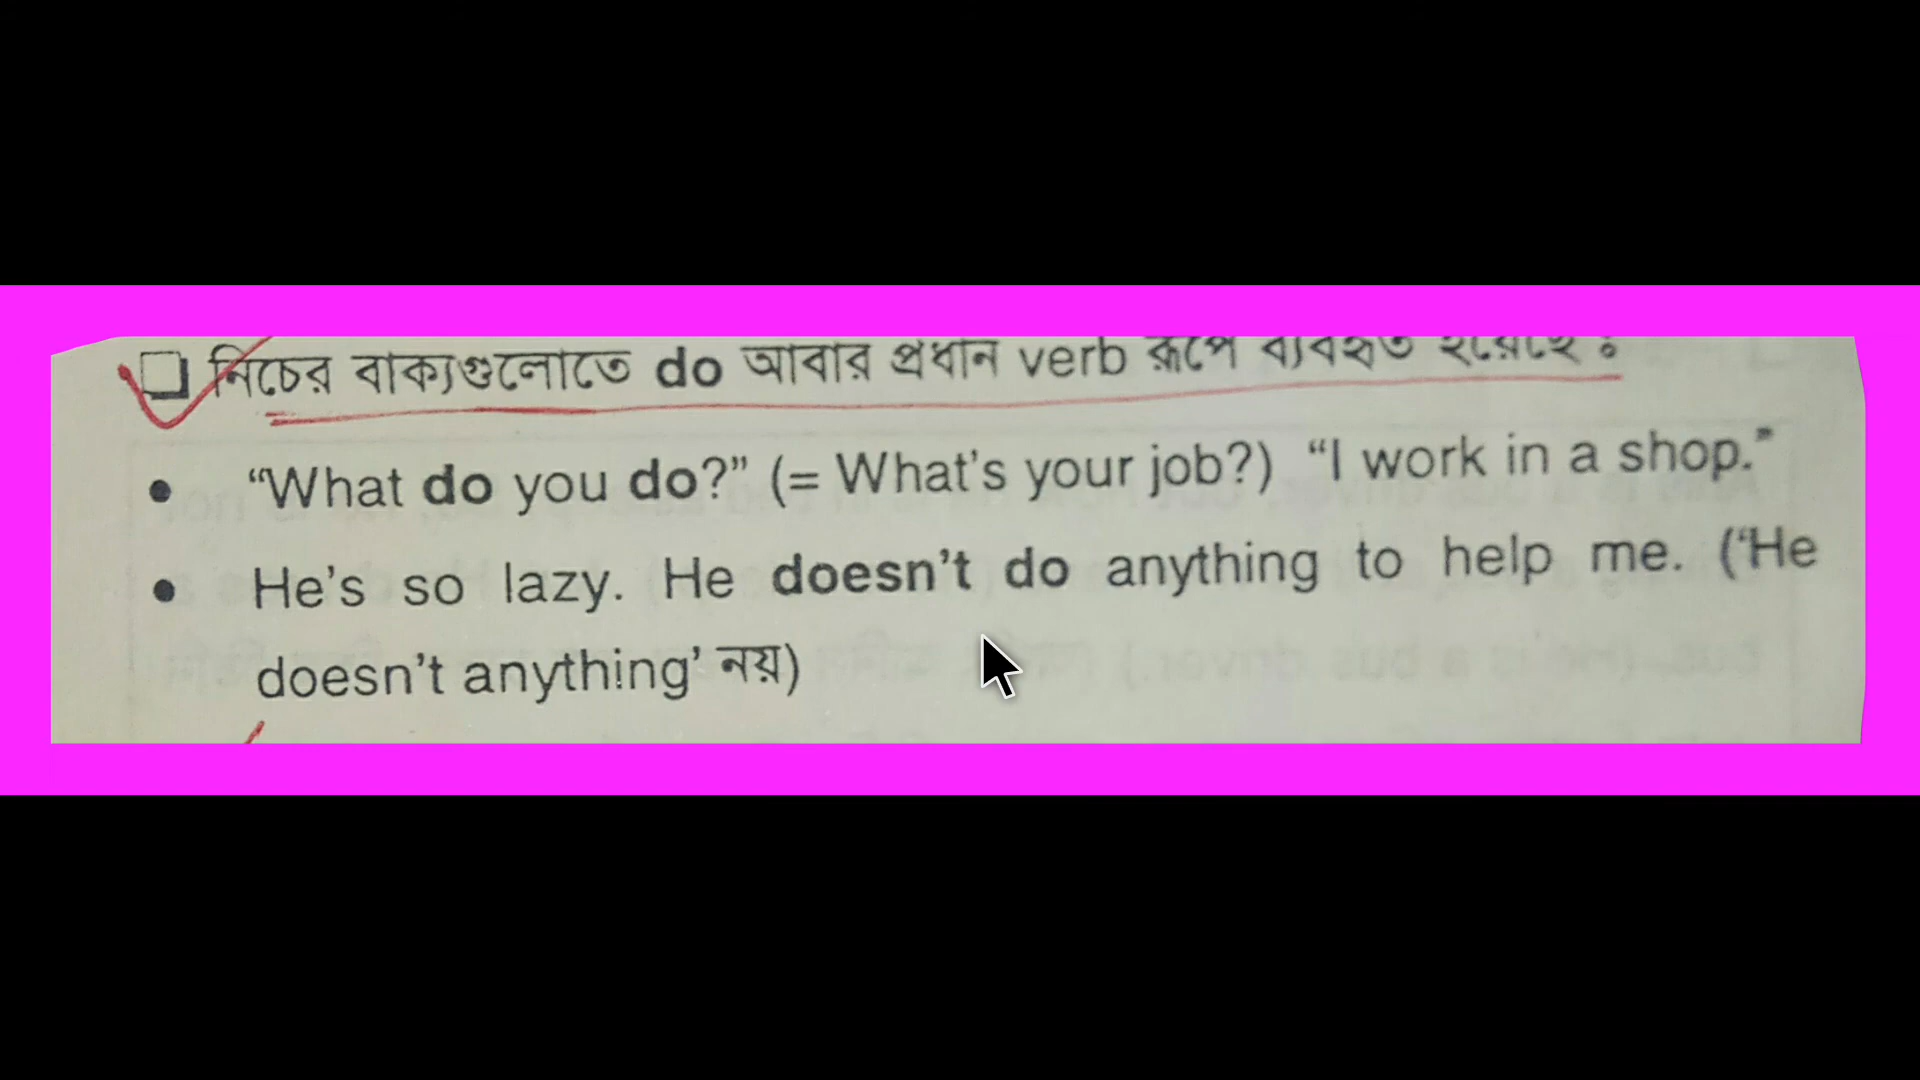 ❑ নিচের বাক্যগুলোতে do আবার প্রধান verb রূপে ব্যবহৃত হয়েছে :
• “What do you do?” (= What's your job?) “I work in a shop.”
• He's so lazy. He doesn't do anything to help me. (‘He
doesn't anything’ নয়)